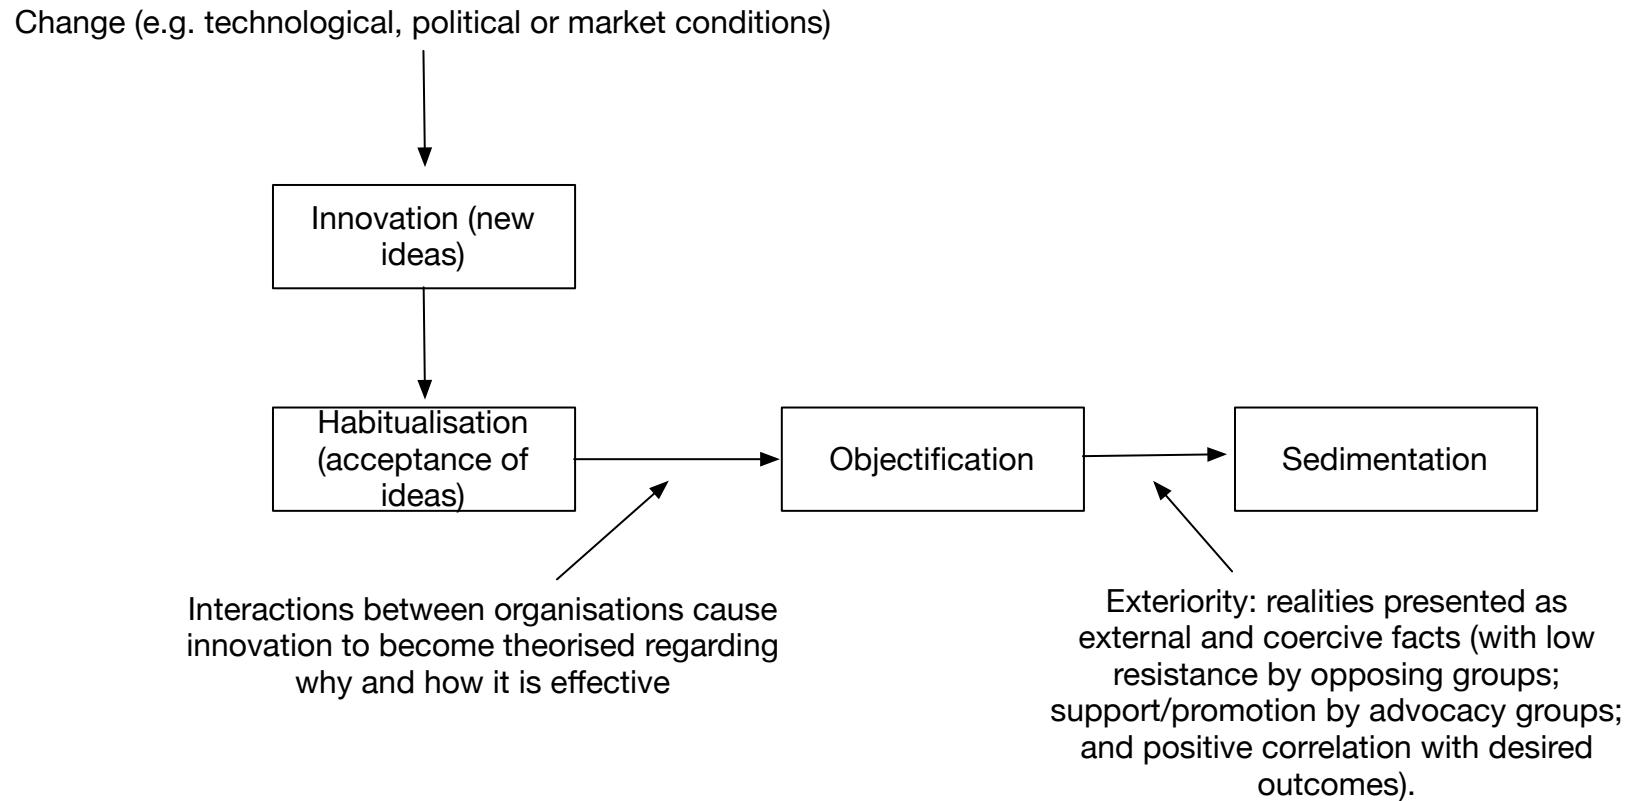 Change (e.g. technological, political or market conditions)
Innovation (new
ideas)
Habitualisation
(acceptance of
ideas)
Objectification
Sedimentation
Interactions between organisations cause
innovation to become theorised regarding
why and how it is effective
Exteriority: realities presented as
external and coercive facts (with low
resistance by opposing groups;
support/promotion by advocacy groups;
and positive correlation with desired
outcomes).